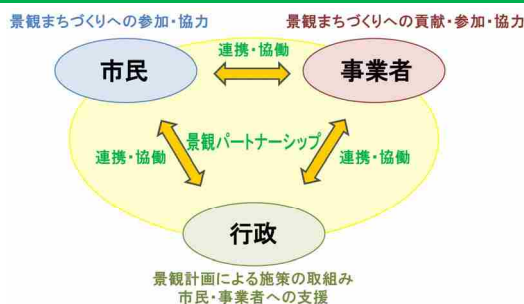 景観まちづくりへの参加・協力
景観まちづくりへの貢献・参加・協力
市民
連携・協働
事業者
連携・協働
景観パートナーシップ
連携・協働
行政
景観計画による施策の取組み
市民・事業者への支援